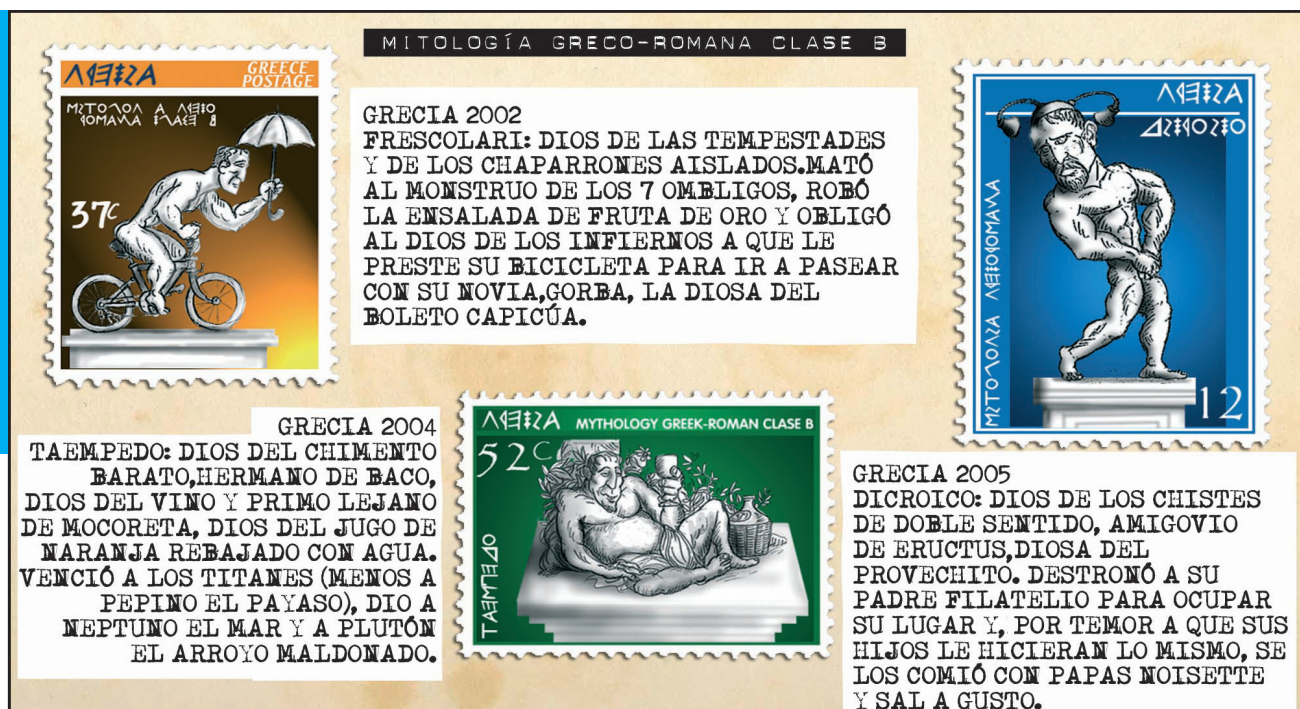 MITOLOGÍA GRECO-ROMANA CLASE B
GREECE
POSTAGE
37c
GRECIA 2002
FRESCOLARI: DIOS DE LAS TEMPESTADES
Y DE LOS CHAPARRONES AISLADOS.MATÓ
AL MONSTRUO DE LOS 7 OMBLIGOS, ROBÓ
LA ENSALADA DE FRUTA DE ORO Y OBLIGÓ
AL DIOS DE LOS INFIERNOS A QUE LE
PRESTE SU BICICLETA PARA IR A PASEAR
CON SU NOVIA,GORBA, LA DIOSA DEL
BOLETO CAPICÚA.
12
GRECIA 2004
TAEMPEDO: DIOS DEL CHIMENTO
BARATO,HERMANO DE BACO,
DIOS DEL VINO Y PRIMO LEJANO
DE MOCORETA, DIOS DEL JUGO DE
NARANJA REBAJADO CON AGUA.
VENCIÓ A LOS TITANES (MENOS A
PEPINO EL PAYASO), DIO A
NEPTUNO EL MAR Y A PLUTÓN
EL ARROYO MALDONADO.
MYTHOLOGY GREEK-ROMAN CLASE B
52c
GRECIA 2005
DICROICO: DIOS DE LOS CHISTES
DE DOBLE SENTIDO, AMIGOVIO
DE ERUCTUS,DIOSA DEL
PROVECHITO. DESTRONÓ A SU
PADRE FILATELIO PARA OCUPAR
SU LUGAR Y, POR TEMOR A QUE SUS
HIJOS LE HICIERAN LO MISMO, SE
LOS COMIÓ CON PAPAS NOISETTE
Y SAL A GUSTO.